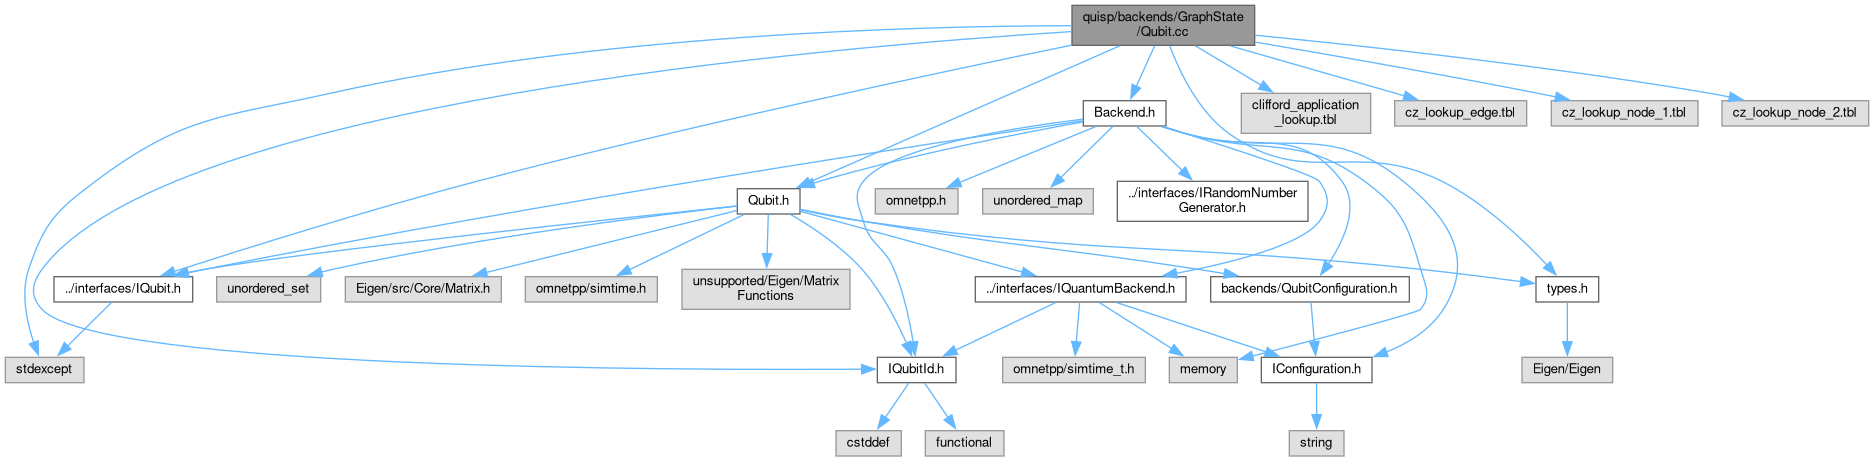 quisp/backends/GraphState
/Qubit.cc
Backend.h
clifford_application
_lookup.tbl
cz_lookup_edge.tbl
cz_lookup_node_1.tbl
cz_lookup_node_2.tbl
Qubit.h
omnetpp.h
unordered_map
../interfaces/IRandomNumber
Generator.h
../interfaces/IQubit.h
unordered_set
Eigen/src/Core/Matrix.h
omnetpp/simtime.h
unsupported/Eigen/Matrix
Functions
../interfaces/IQuantumBackend.h
backends/QubitConfiguration.h
types.h
stdexcept
IQubitId.h
omnetpp/simtime_t.h
memory
IConfiguration.h
Eigen/Eigen
cstddef
functional
string